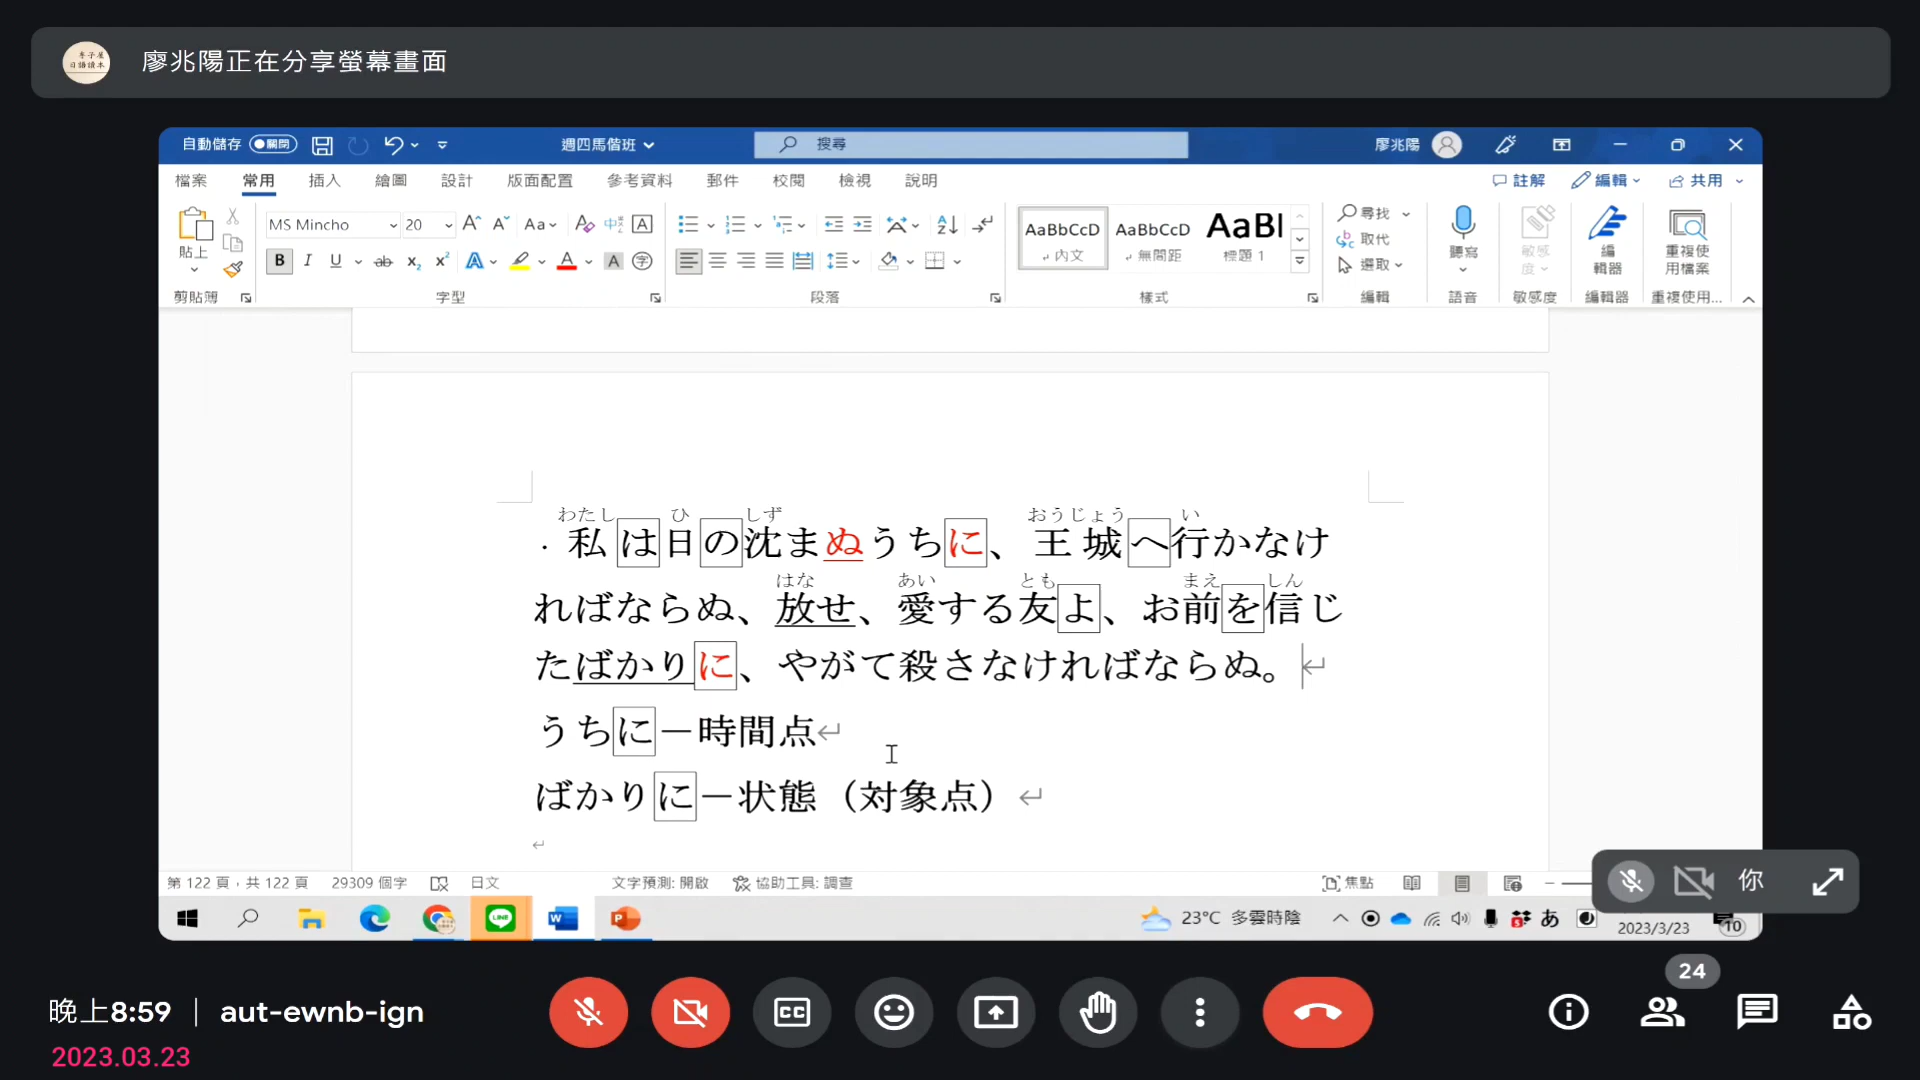 廖兆陽正在分享螢幕畫面
自動儲存 關閉 週四馬偕班 搜尋 廖兆陽
檔案 常用 插入 繪圖 設計 版面配置 參考資料 郵件 校閱 檢視 說明 註解 編輯 共用
貼上 MS Mincho 20 Aa
AaBbCcD AaBbCcD AaBl
內文 無間距 標題 1
尋找 取代 選取
聽寫 敏感度 編輯器 重複使用檔案
剪貼簿 字型 段落 樣式 編輯 語音 敏感度 編輯器 重複使用...
わたし ひ しず おうじょう い
・私は日の沈まぬうちに、王城へ行かなけ
はな あい とも まえ しん
ればならぬ、放せ、愛する友よ、お前を信じ
たばかりに、やがて殺さなければならぬ。
うちに－時間点
ばかりに－状態（対象点）
第 122 頁，共 122 頁 29309 個字 日文 文字預測: 開啟 協助工具: 調查 焦點
你
23°C 多雲時陰 あ 2023/3/23 10
24
晚上8:59 | aut-ewnb-ign
2023.03.23